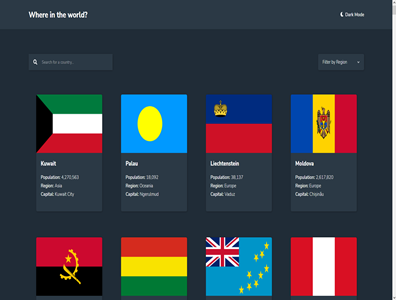 Where in the world?
Dark Mode
Search for a country...
Filter by Region
Kuwait
Population: 4,270,563
Region: Asia
Capital: Kuwait City
Palau
Population: 18,092
Region: Oceania
Capital: Ngerulmud
Liechtenstein
Population: 38,137
Region: Europe
Capital: Vaduz
Moldova
Population: 2,617,820
Region: Europe
Capital: Chișinău